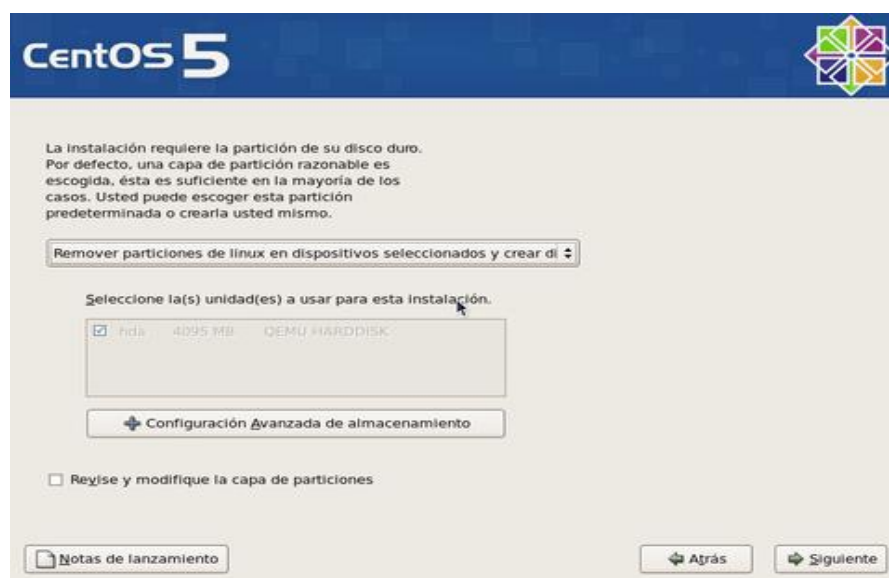 CentOS 5
La instalación requiere la partición de su disco duro.
Por defecto, una capa de partición razonable es
escogida, ésta es suficiente en la mayoría de los
casos. Usted puede escoger esta partición
predeterminada o crearla usted mismo.
Remover particiones de linux en dispositivos seleccionados y crear di
Seleccione la(s) unidad(es) a usar para esta instalación.
hda 4095 MB QEMU HARDDISK
Configuración Avanzada de almacenamiento
Revise y modifique la capa de particiones
Notas de lanzamiento
Atrás
Siguiente